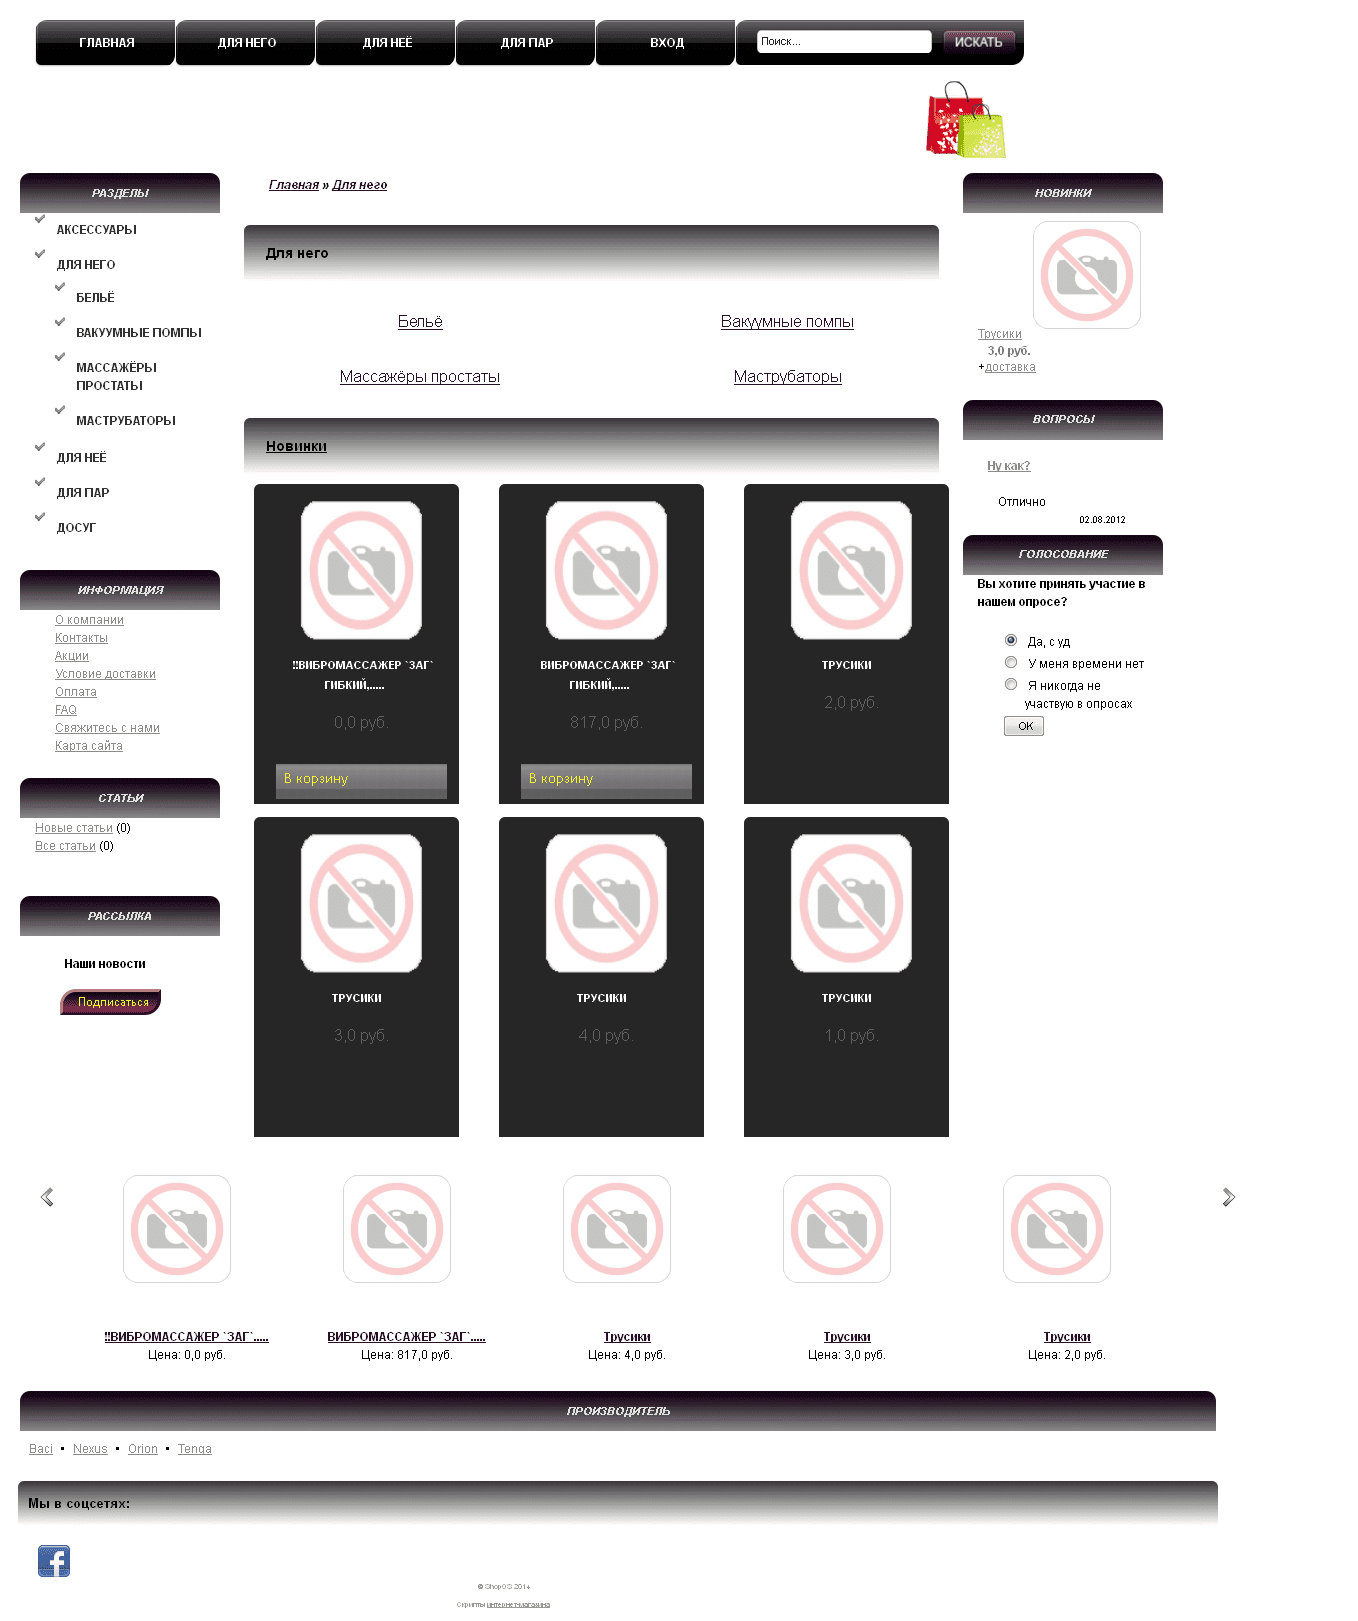 ГЛАВНАЯ
ДЛЯ НЕГО
ДЛЯ НЕЁ
ДЛЯ ПАР
ВХОД
Поиск...
ИСКАТЬ
РАЗДЕЛЫ
АКСЕССУАРЫ
ДЛЯ НЕГО
БЕЛЬЁ
ВАКУУМНЫЕ ПОМПЫ
МАССАЖЁРЫ
ПРОСТАТЫ
МАСТРУБАТОРЫ
ДЛЯ НЕЁ
ДЛЯ ПАР
ДОСУГ
ИНФОРМАЦИЯ
О компании
Контакты
Акции
Условие доставки
Оплата
FAQ
Свяжитесь с нами
Карта сайта
СТАТЬИ
Новые статьи (0)
Все статьи (0)
РАССЫЛКА
Наши новости
Подписаться
Главная » Для него
Для него
Бельё
Вакуумные помпы
Массажёры простаты
Маструбаторы
Новинки
!!ВИБРОМАССАЖЕР `ЗАГ`
ГИБКИЙ,.....
0,0 руб.
В корзину
ВИБРОМАССАЖЕР `ЗАГ`
ГИБКИЙ,.....
817,0 руб.
В корзину
ТРУСИКИ
2,0 руб.
ТРУСИКИ
3,0 руб.
ТРУСИКИ
4,0 руб.
ТРУСИКИ
1,0 руб.
НОВИНКИ
Трусики
3,0 руб.
+доставка
ВОПРОСЫ
Ну как?
Отлично
02.08.2012
ГОЛОСОВАНИЕ
Вы хотите принять участие в
нашем опросе?
Да, с уд
У меня времени нет
Я никогда не
участвую в опросах
OK
!!ВИБРОМАССАЖЕР `ЗАГ`.....
Цена: 0,0 руб.
ВИБРОМАССАЖЕР `ЗАГ`.....
Цена: 817,0 руб.
Трусики
Цена: 4,0 руб.
Трусики
Цена: 3,0 руб.
Трусики
Цена: 2,0 руб.
ПРОИЗВОДИТЕЛЬ
Baci • Nexus • Orion • Tenga
Мы в соцсетях:
© ShopOS 2014
Скрипты интернет-магазина